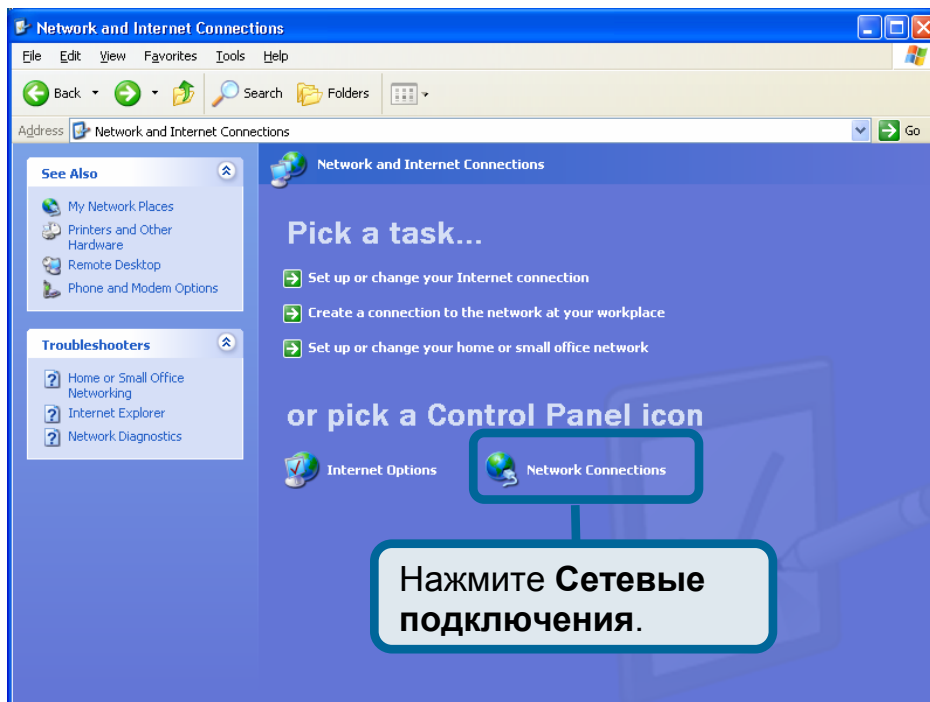 Network and Internet Connections
File Edit View Favorites Tools Help
Back Search Folders
Address Network and Internet Connections Go
See Also
My Network Places
Printers and Other
Hardware
Remote Desktop
Phone and Modem Options
Troubleshooters
Home or Small Office
Networking
Internet Explorer
Network Diagnostics
Network and Internet Connections
Pick a task...
Set up or change your Internet connection
Create a connection to the network at your workplace
Set up or change your home or small office network
or pick a Control Panel icon
Internet Options Network Connections
Нажмите Сетевые
подключения.